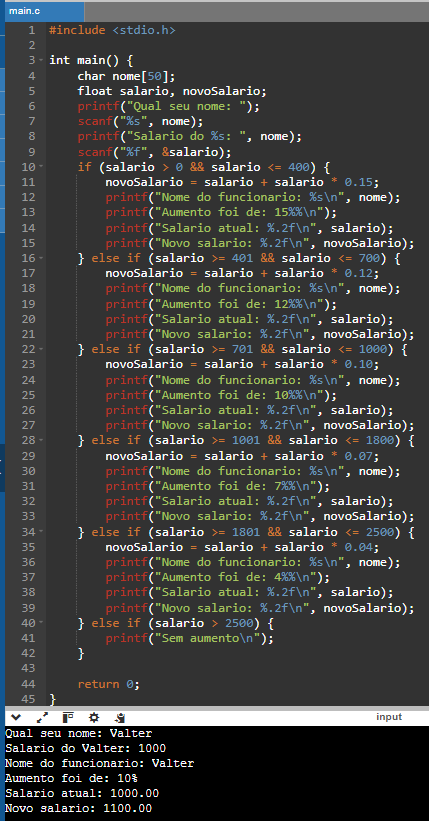 main.c
1 #include <stdio.h>
2
3 int main() {
4 char nome[50];
5 float salario, novoSalario;
6 printf("Qual seu nome: ");
7 scanf("%s", nome);
8 printf("Salario do %s: ", nome);
9 scanf("%f", &salario);
10 if (salario > 0 && salario <= 400) {
11 novoSalario = salario + salario * 0.15;
12 printf("Nome do funcionario: %s\n", nome);
13 printf("Aumento foi de: 15%%\n");
14 printf("Salario atual: %.2f\n", salario);
15 printf("Novo salario: %.2f\n", novoSalario);
16 } else if (salario >= 401 && salario <= 700) {
17 novoSalario = salario + salario * 0.12;
18 printf("Nome do funcionario: %s\n", nome);
19 printf("Aumento foi de: 12%%\n");
20 printf("Salario atual: %.2f\n", salario);
21 printf("Novo salario: %.2f\n", novoSalario);
22 } else if (salario >= 701 && salario <= 1000) {
23 novoSalario = salario + salario * 0.10;
24 printf("Nome do funcionario: %s\n", nome);
25 printf("Aumento foi de: 10%%\n");
26 printf("Salario atual: %.2f\n", salario);
27 printf("Novo salario: %.2f\n", novoSalario);
28 } else if (salario >= 1001 && salario <= 1800) {
29 novoSalario = salario + salario * 0.07;
30 printf("Nome do funcionario: %s\n", nome);
31 printf("Aumento foi de: 7%%\n");
32 printf("Salario atual: %.2f\n", salario);
33 printf("Novo salario: %.2f\n", novoSalario);
34 } else if (salario >= 1801 && salario <= 2500) {
35 novoSalario = salario + salario * 0.04;
36 printf("Nome do funcionario: %s\n", nome);
37 printf("Aumento foi de: 4%%\n");
38 printf("Salario atual: %.2f\n", salario);
39 printf("Novo salario: %.2f\n", novoSalario);
40 } else if (salario > 2500) {
41 printf("Sem aumento\n");
42 }
43
44 return 0;
45 }
input
Qual seu nome: Valter
Salario do Valter: 1000
Nome do funcionario: Valter
Aumento foi de: 10%
Salario atual: 1000.00
Novo salario: 1100.00